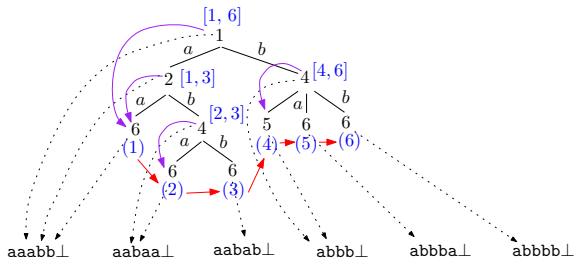 [1, 6]
1
a b
2 [1, 3] 4 [4, 6]
a b a b
6 4 [2, 3] 5 6 6
(1) a b (4) (5) (6)
6 6
(2) (3)
aaabb⊥ aabaa⊥ aabab⊥ abbb⊥ abbba⊥ abbbb⊥